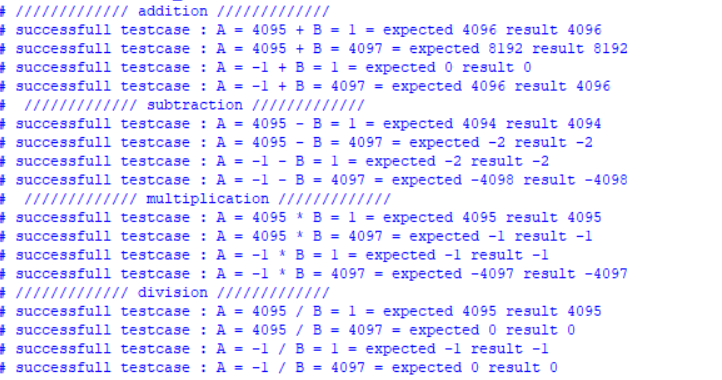 # ///////////// addition /////////////
# successfull testcase : A = 4095 + B = 1 = expected 4096 result 4096
# successfull testcase : A = 4095 + B = 4097 = expected 8192 result 8192
# successfull testcase : A = -1 + B = 1 = expected 0 result 0
# successfull testcase : A = -1 + B = 4097 = expected 4096 result 4096
#  ///////////// subtraction /////////////
# successfull testcase : A = 4095 - B = 1 = expected 4094 result 4094
# successfull testcase : A = 4095 - B = 4097 = expected -2 result -2
# successfull testcase : A = -1 - B = 1 = expected -2 result -2
# successfull testcase : A = -1 - B = 4097 = expected -4098 result -4098
#  ///////////// multiplication /////////////
# successfull testcase : A = 4095 * B = 1 = expected 4095 result 4095
# successfull testcase : A = 4095 * B = 4097 = expected -1 result -1
# successfull testcase : A = -1 * B = 1 = expected -1 result -1
# successfull testcase : A = -1 * B = 4097 = expected -4097 result -4097
# ///////////// division /////////////
# successfull testcase : A = 4095 / B = 1 = expected 4095 result 4095
# successfull testcase : A = 4095 / B = 4097 = expected 0 result 0
# successfull testcase : A = -1 / B = 1 = expected -1 result -1
# successfull testcase : A = -1 / B = 4097 = expected 0 result 0